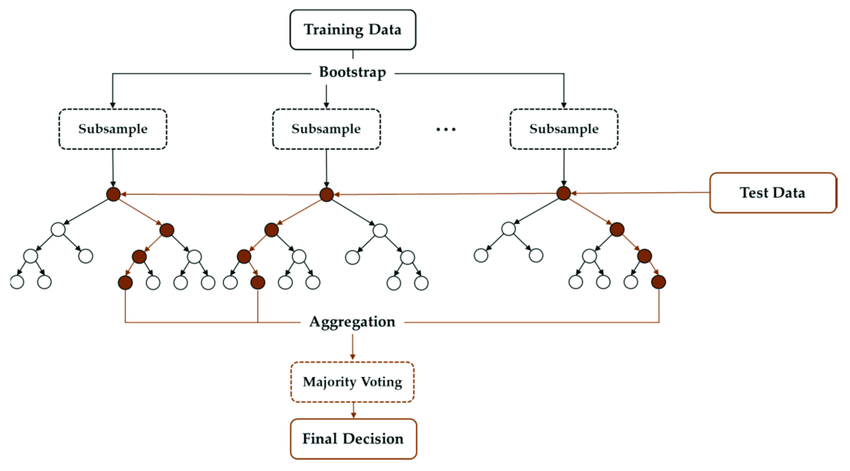 Training Data
Bootstrap
Subsample
Subsample
...
Subsample
Test Data
Aggregation
Majority Voting
Final Decision